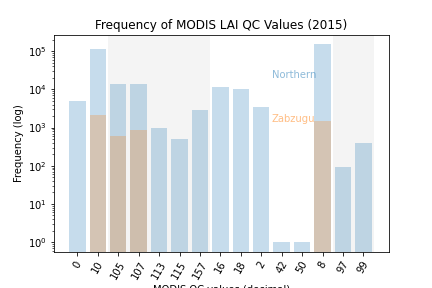 Frequency of MODIS LAI QC Values (2015)
Frequency (log)
10⁵
10⁴
10³
10²
10¹
10⁰
Northern
Zabzugu
0 10 105 107 113 115 157 16 18 2 42 50 8 97 99
MODIS QC values (decimal)